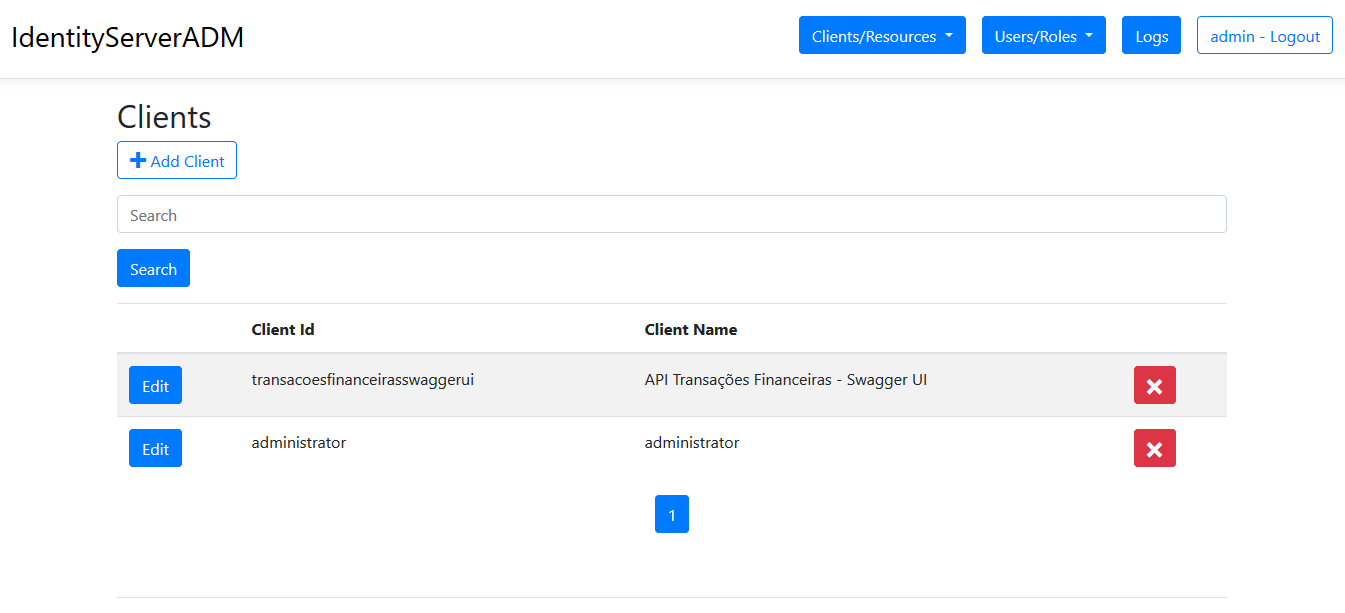 IdentityServerADM
Clients/Resources
Users/Roles
Logs
admin - Logout
Clients
Add Client
Search
Search
Client Id Client Name
Edit transacoesfinanceirasswaggerui API Transações Financeiras - Swagger UI
Edit administrator administrator
1